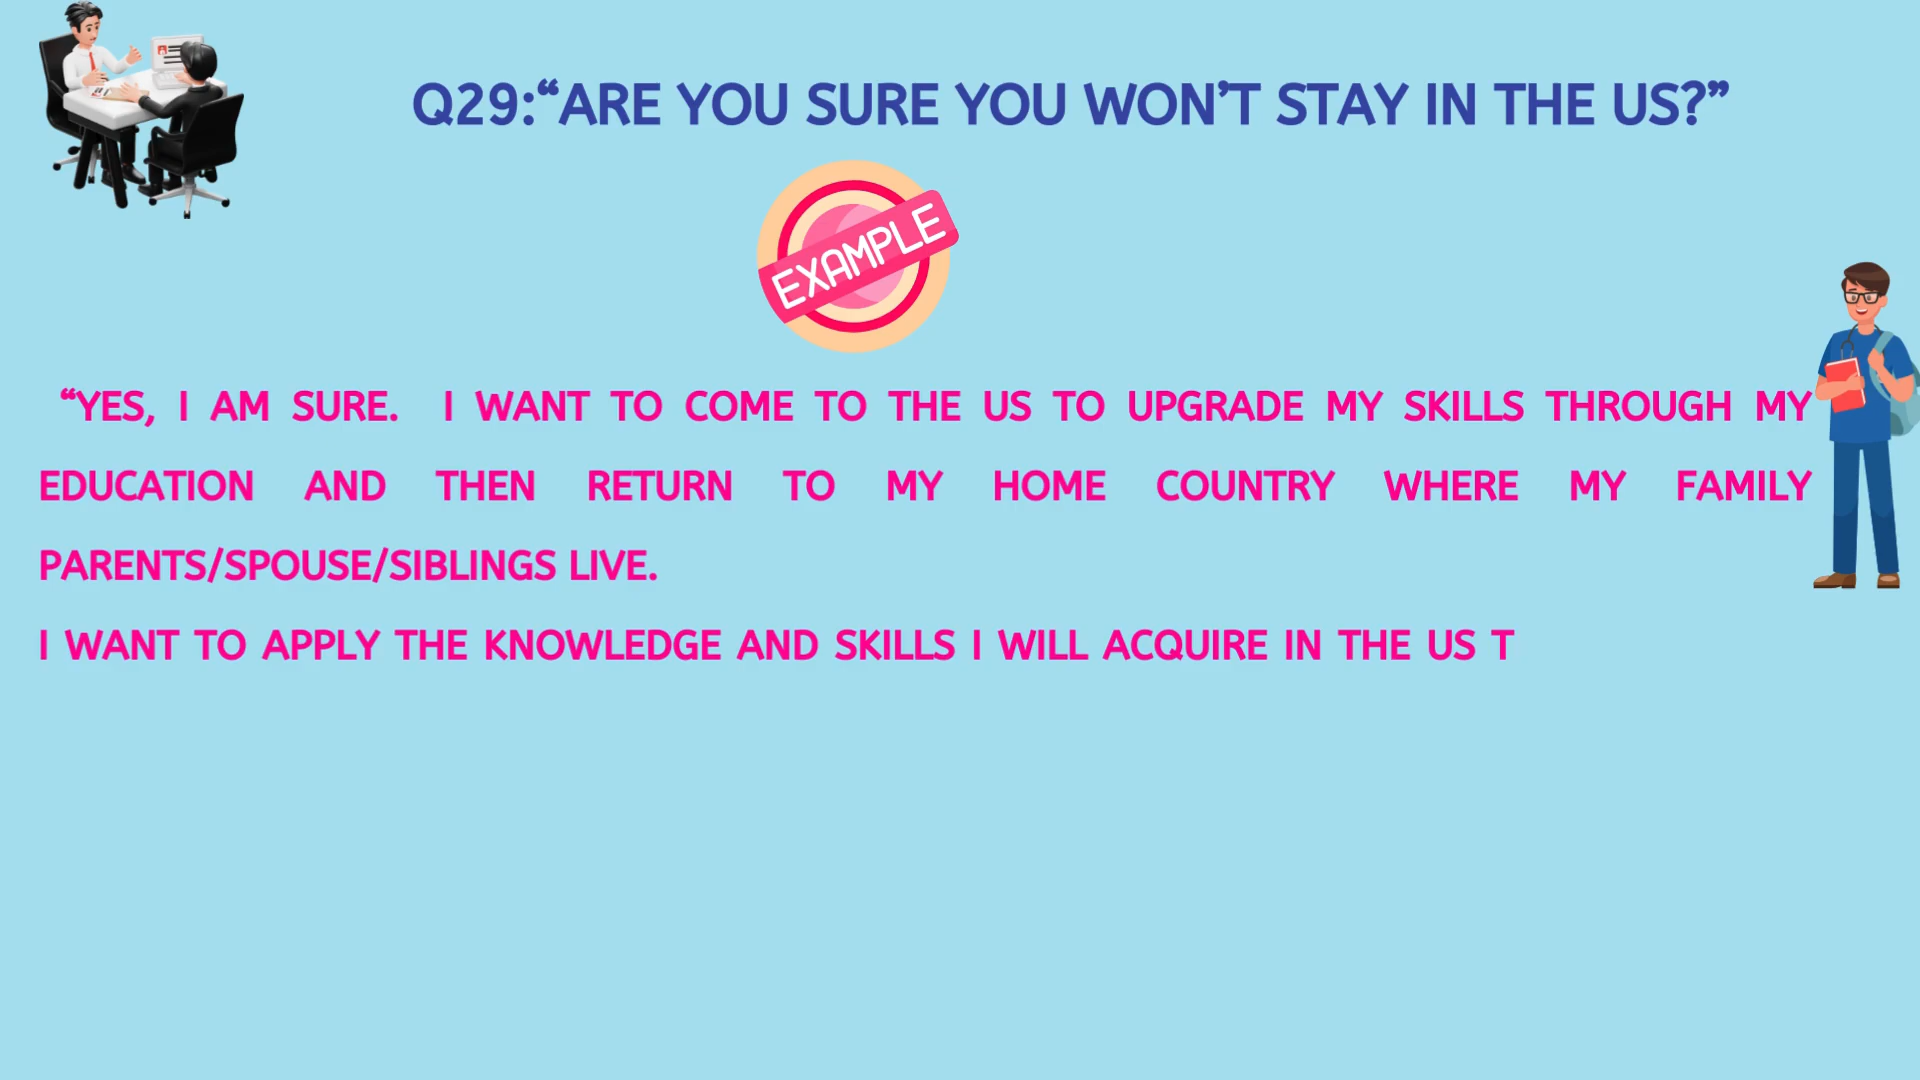 Q29:“ARE YOU SURE YOU WON’T STAY IN THE US?”
EXAMPLE
“YES, I AM SURE. I WANT TO COME TO THE US TO UPGRADE MY SKILLS THROUGH MY
EDUCATION AND THEN RETURN TO MY HOME COUNTRY WHERE MY FAMILY
PARENTS/SPOUSE/SIBLINGS LIVE.
I WANT TO APPLY THE KNOWLEDGE AND SKILLS I WILL ACQUIRE IN THE US T